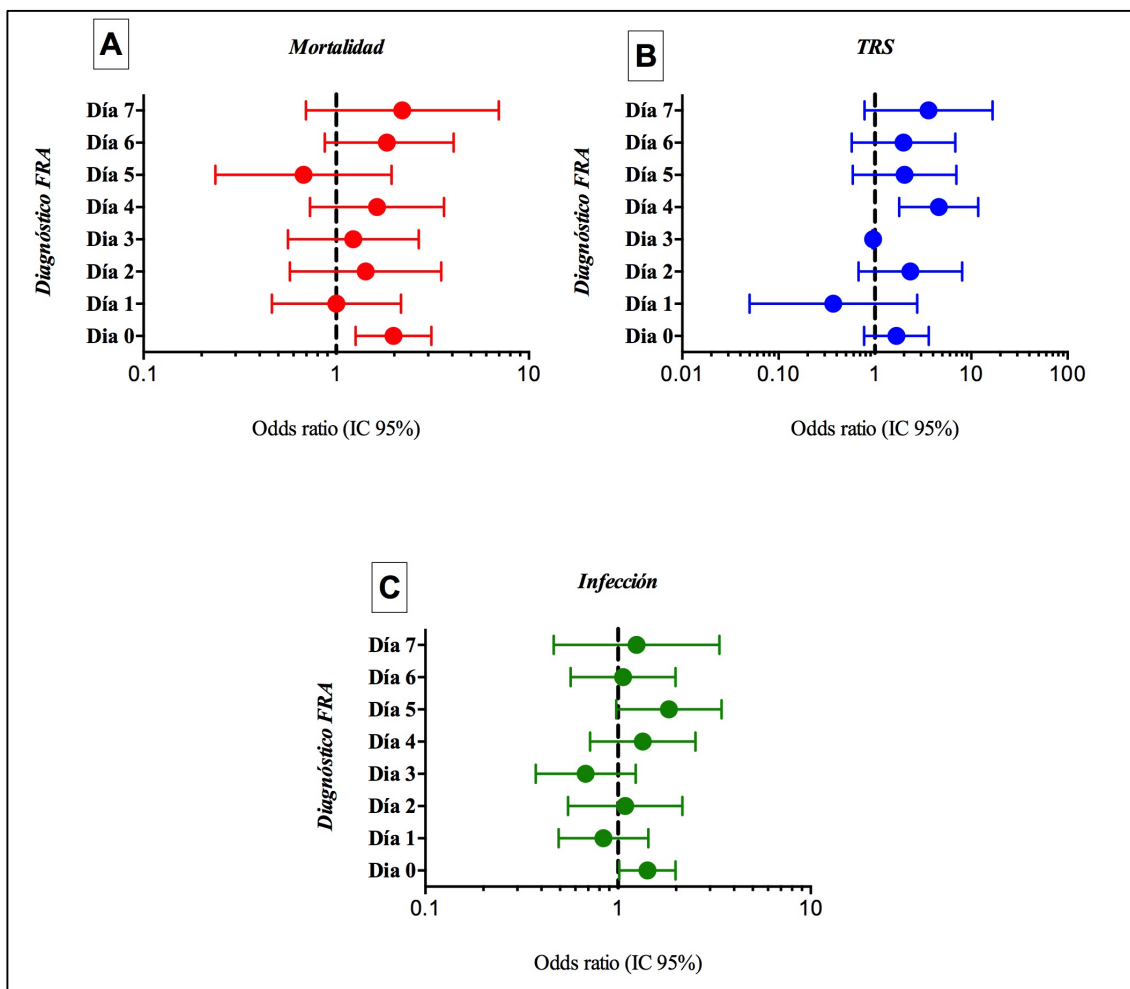 A
Mortalidad
Diagnóstico FRA
Día 7
Día 6
Día 5
Día 4
Dia 3
Día 2
Día 1
Dia 0
0.1 1 10
Odds ratio (IC 95%)
B
TRS
Diagnóstico FRA
Día 7
Día 6
Día 5
Día 4
Dia 3
Día 2
Día 1
Dia 0
0.01 0.10 1 10 100
Odds ratio (IC 95%)
C
Infección
Diagnóstico FRA
Día 7
Día 6
Día 5
Día 4
Dia 3
Día 2
Día 1
Dia 0
0.1 1 10
Odds ratio (IC 95%)